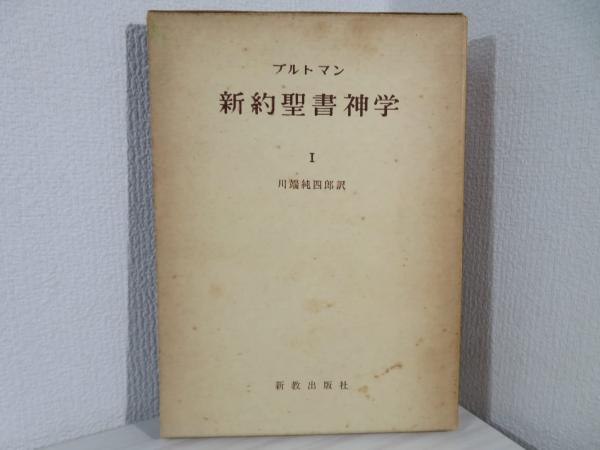 ブルトマン
新約聖書神学
I
川端純四郎訳
新教出版社